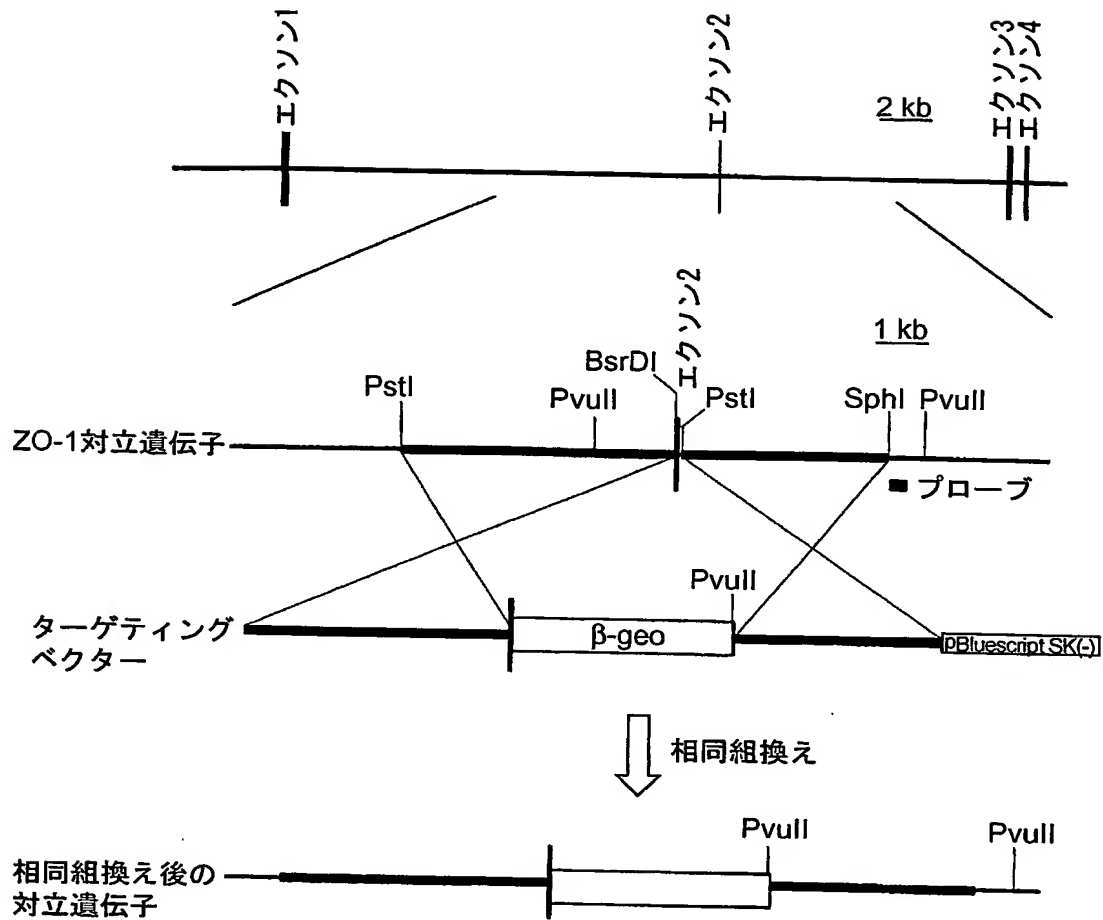 エクソン1
エクソン2
エクソン3
エクソン4
2 kb
1 kb
エクソン2
BsrDI
PstI
PvuII
PstI
SphI
PvuII
ZO-1対立遺伝子
プローブ
PvuII
ターゲティング
ベクター
β-geo
pBluescript SK(-)
相同組換え
PvuII
PvuII
相同組換え後の
対立遺伝子